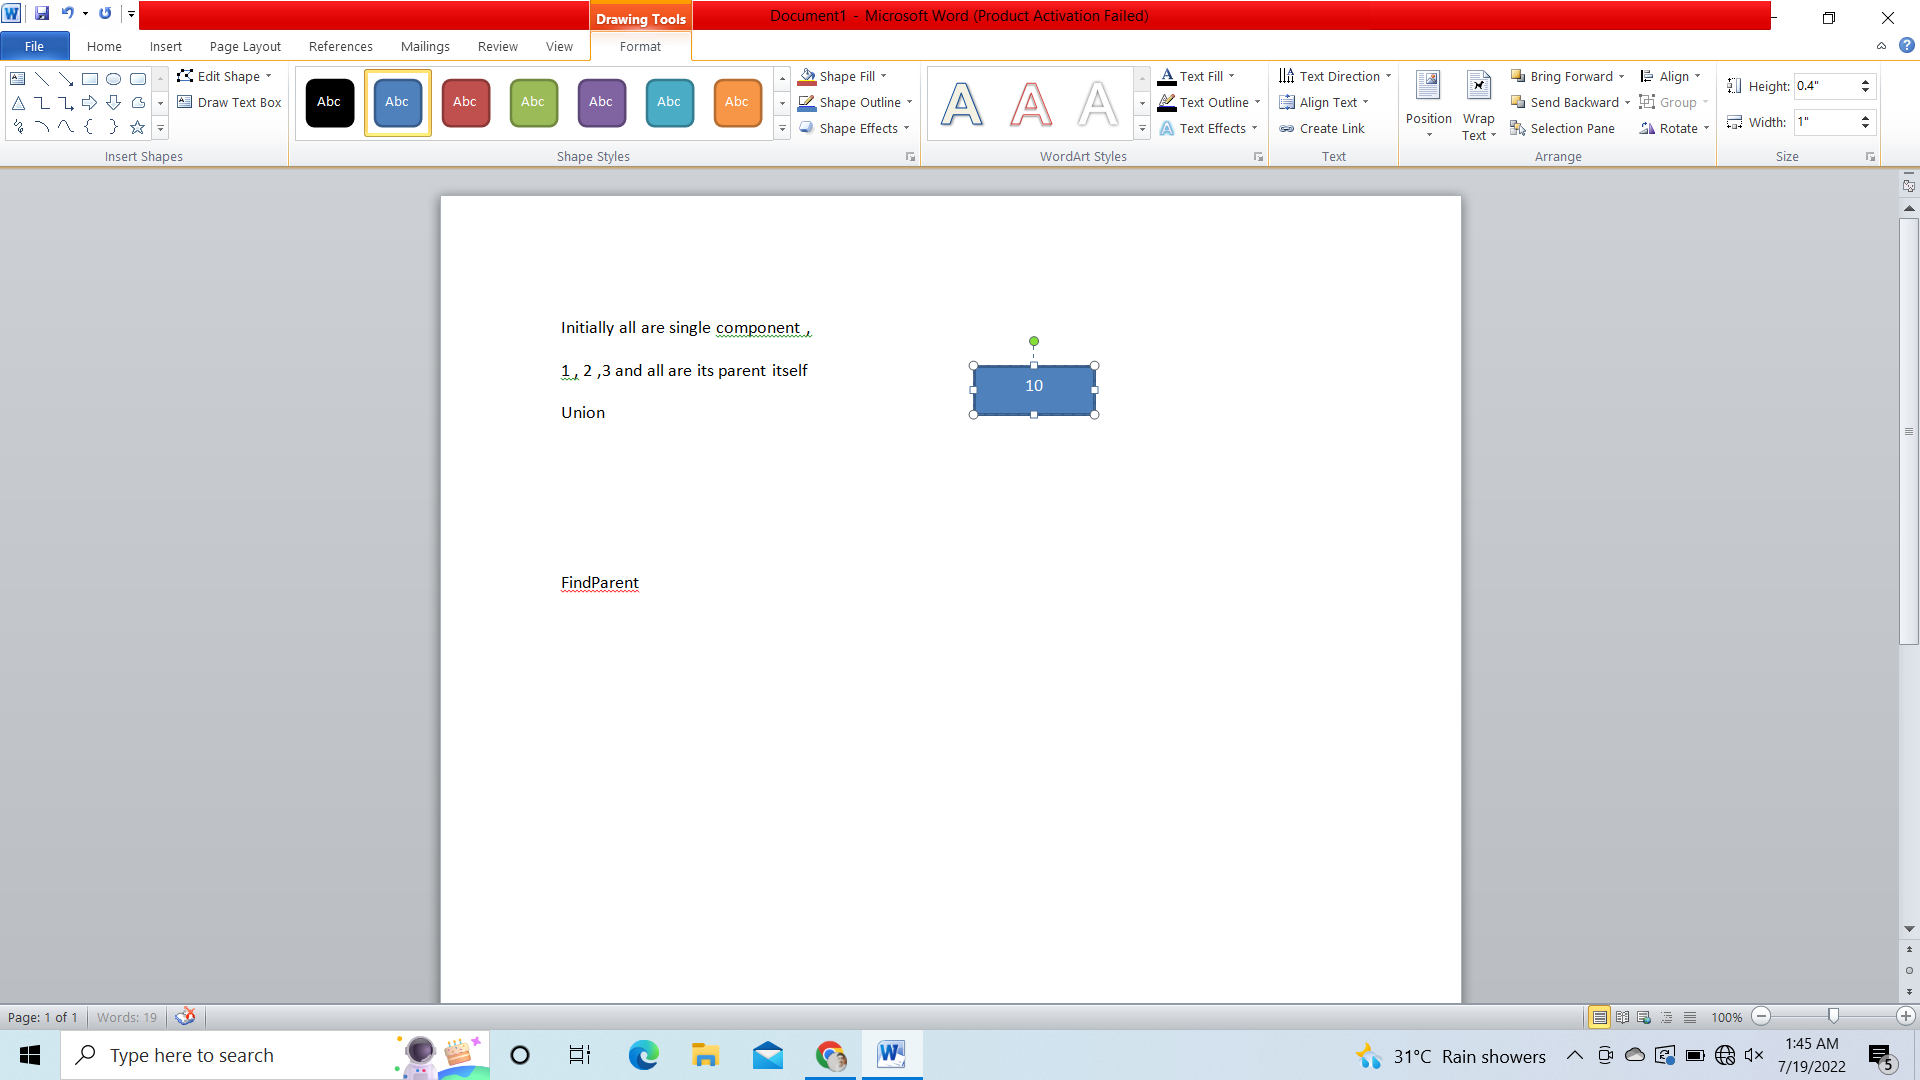 Drawing Tools
Document1 - Microsoft Word (Product Activation Failed)
File Home Insert Page Layout References Mailings Review View Format
Edit Shape
Draw Text Box
Insert Shapes
Abc Abc Abc Abc Abc Abc Abc
Shape Fill
Shape Outline
Shape Effects
Shape Styles
A A A
Text Fill
Text Outline
Text Effects
WordArt Styles
Text Direction
Align Text
Create Link
Text
Position
Wrap
Text
Bring Forward
Send Backward
Selection Pane
Align
Group
Rotate
Arrange
Height: 0.4"
Width: 1"
Size
Initially all are single component ,
1 , 2 ,3 and all are its parent itself
10
Union
FindParent
Page: 1 of 1 Words: 19
100%
Type here to search
31°C Rain showers
1:45 AM
7/19/2022
5